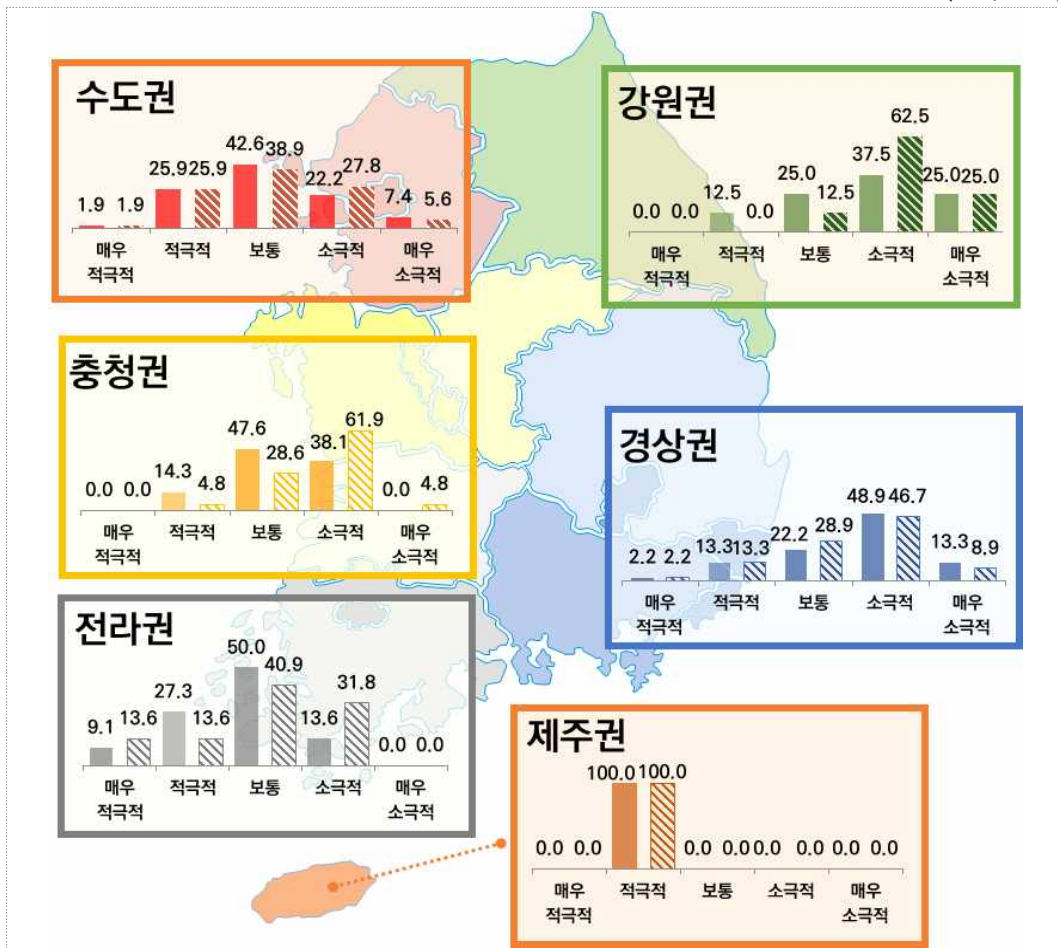 수도권
1.9 1.9 25.9 25.9 42.6 38.9 22.2 27.8 7.4 5.6
매우 적극적 보통 소극적 매우
적극적 소극적
강원권
0.0 0.0 12.5 0.0 25.0 12.5 37.5 62.5 25.0 25.0
매우 적극적 보통 소극적 매우
적극적 소극적
충청권
0.0 0.0 14.3 4.8 47.6 28.6 38.1 61.9 0.0 4.8
매우 적극적 보통 소극적 매우
적극적 소극적
경상권
2.2 2.2 13.3 13.3 22.2 28.9 48.9 46.7 13.3 8.9
매우 적극적 보통 소극적 매우
적극적 소극적
전라권
9.1 13.6 27.3 13.6 50.0 40.9 13.6 31.8 0.0 0.0
매우 적극적 보통 소극적 매우
적극적 소극적
제주권
0.0 0.0 100.0 100.0 0.0 0.0 0.0 0.0 0.0 0.0
매우 적극적 보통 소극적 매우
적극적 소극적